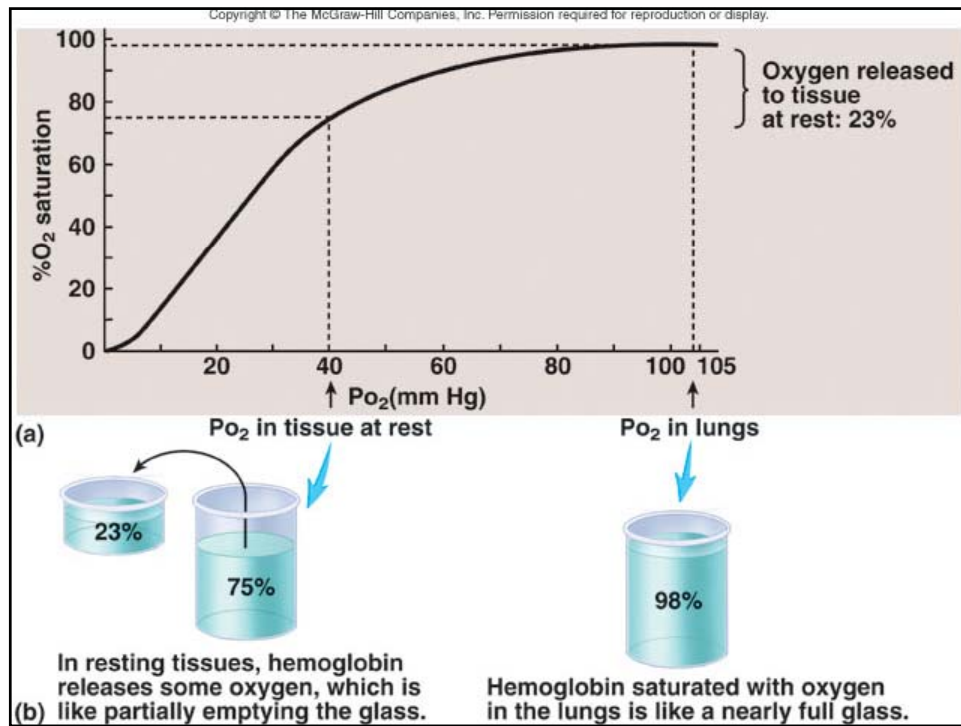 Copyright © The McGraw-Hill Companies, Inc. Permission required for reproduction or display.
100
80
60
40
20
0
%O₂ saturation
Oxygen released
to tissue
at rest: 23%
20 40 60 80 100 105
Po₂(mm Hg)
(a)
Po₂ in tissue at rest
Po₂ in lungs
23%
75%
98%
In resting tissues, hemoglobin
releases some oxygen, which is
(b) like partially emptying the glass.
Hemoglobin saturated with oxygen
in the lungs is like a nearly full glass.